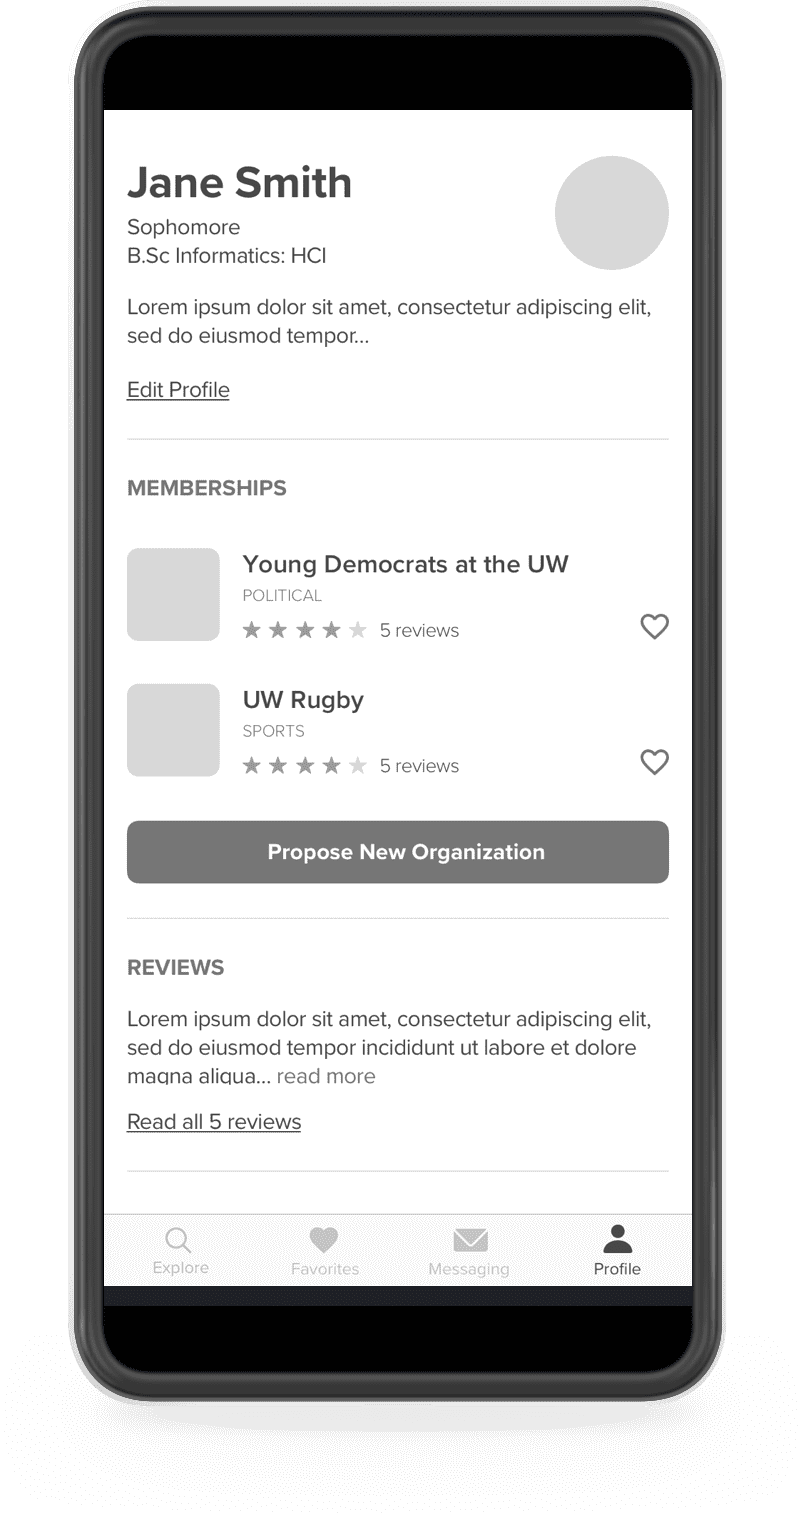 Jane Smith
Sophomore
B.Sc Informatics: HCI
Lorem ipsum dolor sit amet, consectetur adipiscing elit,
sed do eiusmod tempor...
Edit Profile
MEMBERSHIPS
Young Democrats at the UW
POLITICAL
5 reviews
UW Rugby
SPORTS
5 reviews
Propose New Organization
REVIEWS
Lorem ipsum dolor sit amet, consectetur adipiscing elit,
sed do eiusmod tempor incididunt ut labore et dolore
magna aliqua... read more
Read all 5 reviews
Explore
Favorites
Messaging
Profile